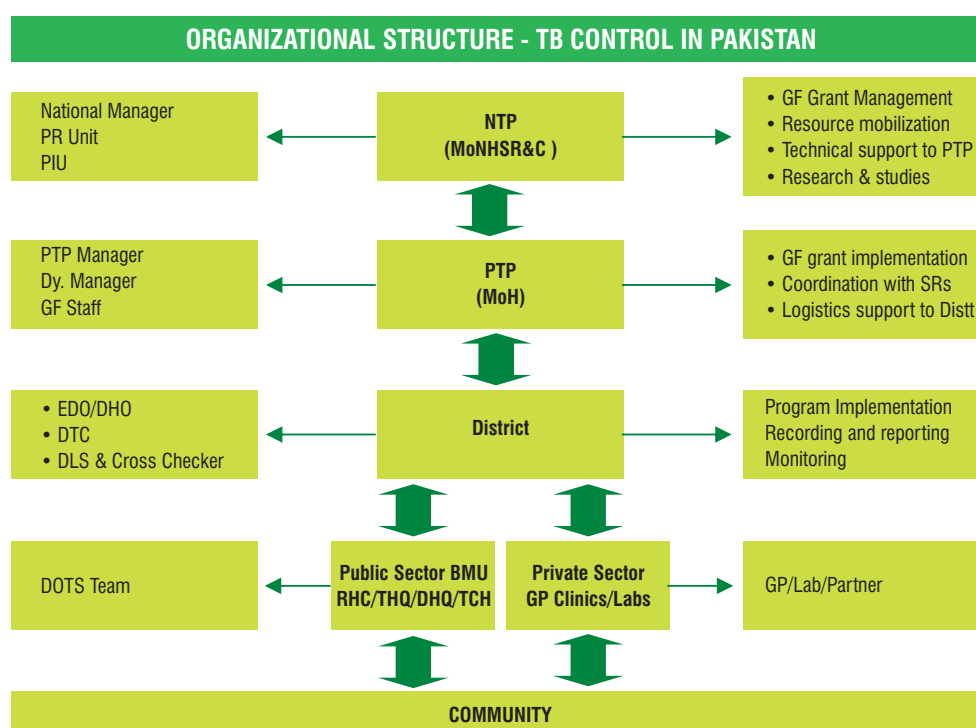 ORGANIZATIONAL STRUCTURE - TB CONTROL IN PAKISTAN
National Manager
PR Unit
PIU
NTP
(MoNHSR&C )
• GF Grant Management
• Resource mobilization
• Technical support to PTP
• Research & studies
PTP Manager
Dy. Manager
GF Staff
PTP
(MoH)
• GF grant implementation
• Coordination with SRs
• Logistics support to Distt
• EDO/DHO
• DTC
• DLS & Cross Checker
District
Program Implementation
Recording and reporting
Monitoring
DOTS Team
Public Sector BMU
RHC/THQ/DHQ/TCH
Private Sector
GP Clinics/Labs
GP/Lab/Partner
COMMUNITY